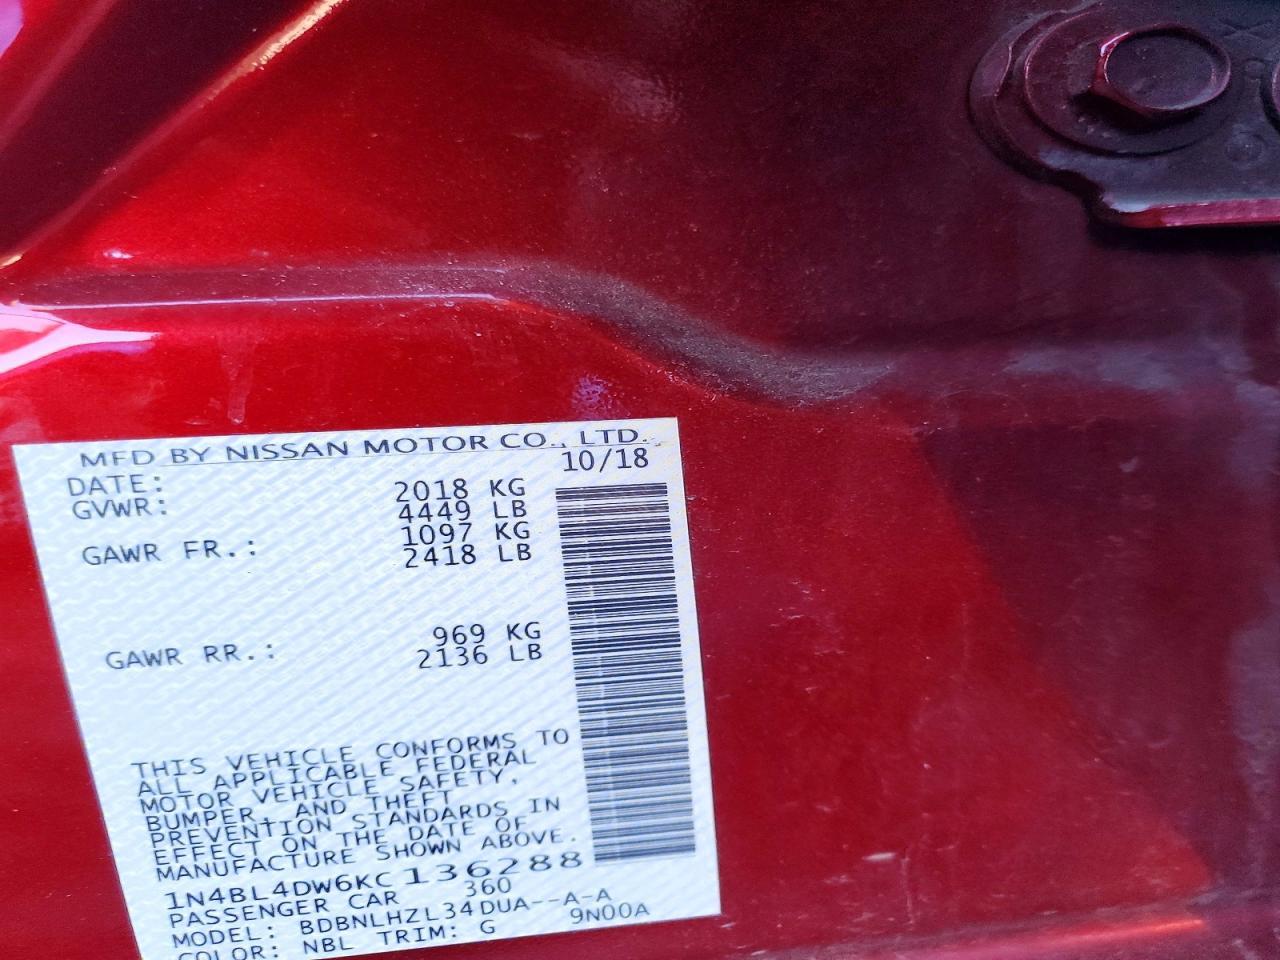 MFD BY NISSAN MOTOR CO., LTD.
DATE: 10/18
GVWR: 2018 KG
4449 LB
GAWR FR.: 1097 KG
2418 LB
GAWR RR.: 969 KG
2136 LB
THIS VEHICLE CONFORMS TO
ALL APPLICABLE FEDERAL
MOTOR VEHICLE SAFETY,
BUMPER, AND THEFT
PREVENTION STANDARDS IN
EFFECT ON THE DATE OF
MANUFACTURE SHOWN ABOVE.
1N4BL4DW6KC136288
PASSENGER CAR 360
MODEL: BDBNLHZL34DUA--A-A
COLOR: NBL TRIM: G 9N00A